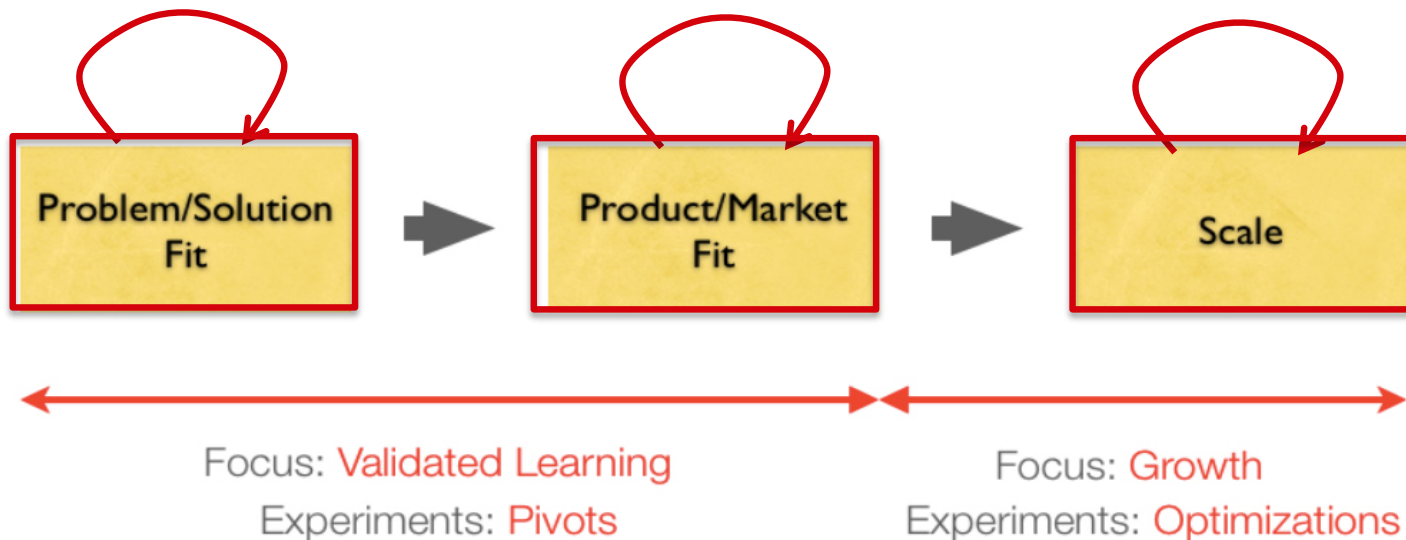 Problem/Solution
Fit
Product/Market
Fit
Scale
Focus: Validated Learning
Experiments: Pivots
Focus: Growth
Experiments: Optimizations